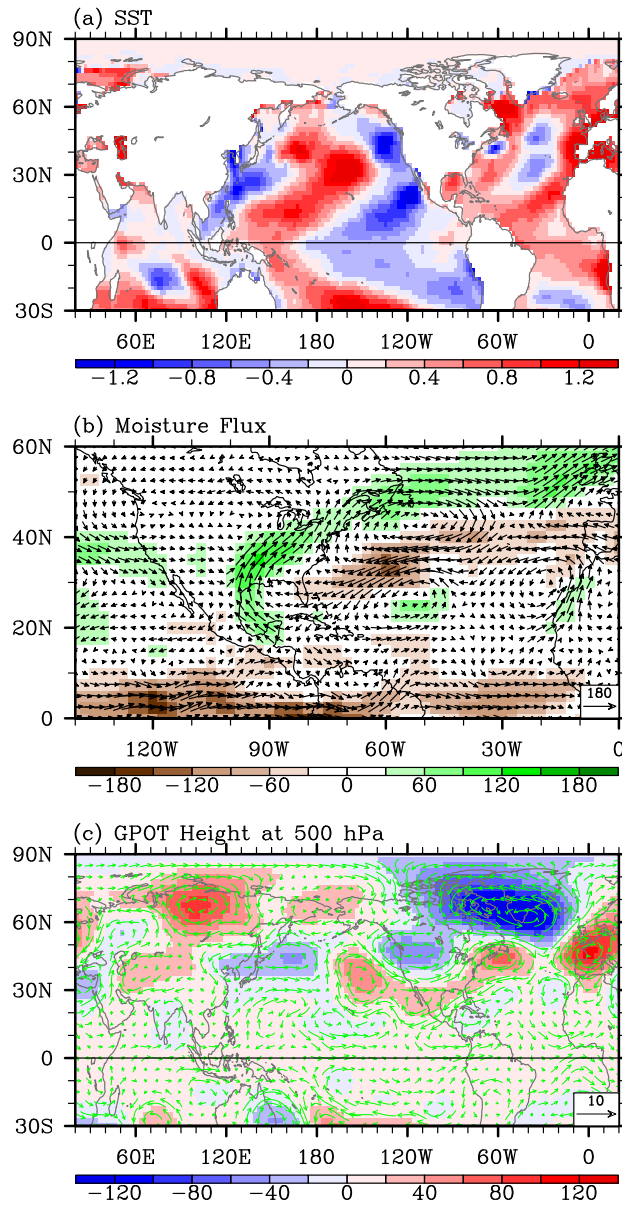 (a) SST
90N
60N
30N
0
30S
60E 120E 180 120W 60W 0
−1.2 −0.8 −0.4 0 0.4 0.8 1.2
(b) Moisture Flux
60N
40N
20N
0
180
120W 90W 60W 30W 0
−180 −120 −60 0 60 120 180
(c) GPOT Height at 500 hPa
90N
60N
30N
0
30S
10
60E 120E 180 120W 60W 0
−120 −80 −40 0 40 80 120